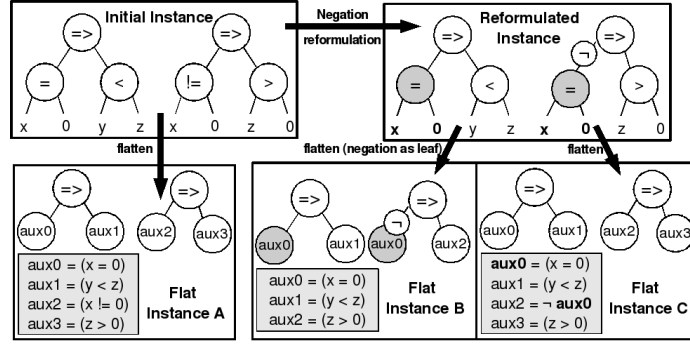 Initial Instance
=>
=>
=
<
!=
>
x 0 y z x 0 z 0
Negation
reformulation
Reformulated
Instance
=>
=>
¬
=
<
=
>
x 0 y z x 0 z 0
flatten
flatten (negation as leaf)
flatten
=>
=>
aux0
aux1
aux2
aux3
aux0 = (x = 0)
aux1 = (y < z)
aux2 = (x != 0)
aux3 = (z > 0)
Flat
Instance A
=>
=>
¬
aux0
aux1
aux0
aux2
aux0 = (x = 0)
aux1 = (y < z)
aux2 = (z > 0)
Flat
Instance B
=>
=>
aux0
aux1
aux2
aux3
aux0 = (x = 0)
aux1 = (y < z)
aux2 = ¬ aux0
aux3 = (z > 0)
Flat
Instance C